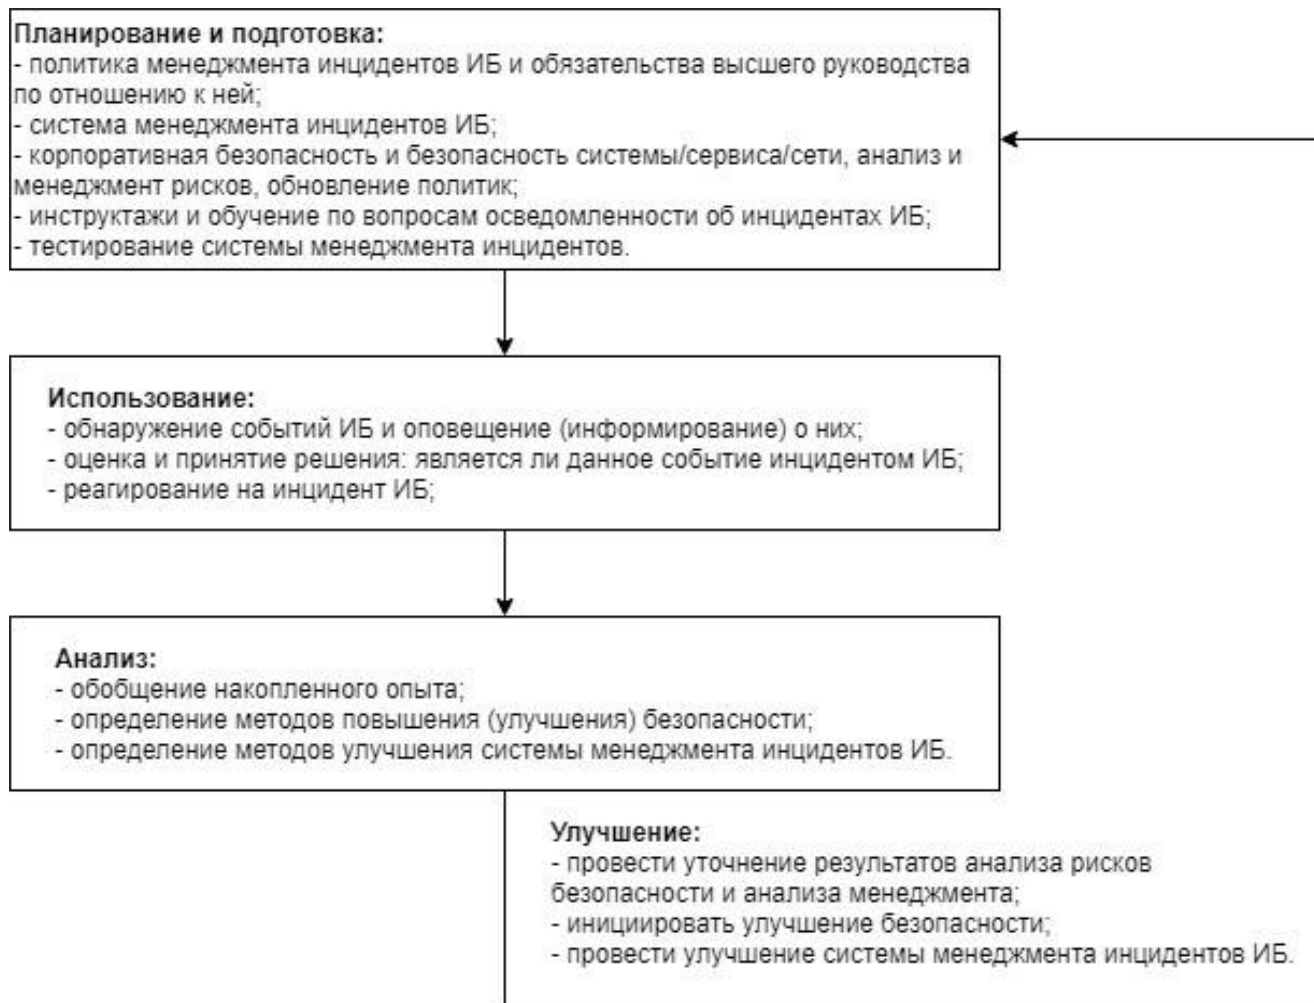 Планирование и подготовка:
- политика менеджмента инцидентов ИБ и обязательства высшего руководства
по отношению к ней;
- система менеджмента инцидентов ИБ;
- корпоративная безопасность и безопасность системы/сервиса/сети, анализ и
менеджмент рисков, обновление политик;
- инструктажи и обучение по вопросам осведомленности об инцидентах ИБ;
- тестирование системы менеджмента инцидентов.
Использование:
- обнаружение событий ИБ и оповещение (информирование) о них;
- оценка и принятие решения: является ли данное событие инцидентом ИБ;
- реагирование на инцидент ИБ;
Анализ:
- обобщение накопленного опыта;
- определение методов повышения (улучшения) безопасности;
- определение методов улучшения системы менеджмента инцидентов ИБ.
Улучшение:
- провести уточнение результатов анализа рисков
безопасности и анализа менеджмента;
- инициировать улучшение безопасности;
- провести улучшение системы менеджмента инцидентов ИБ.